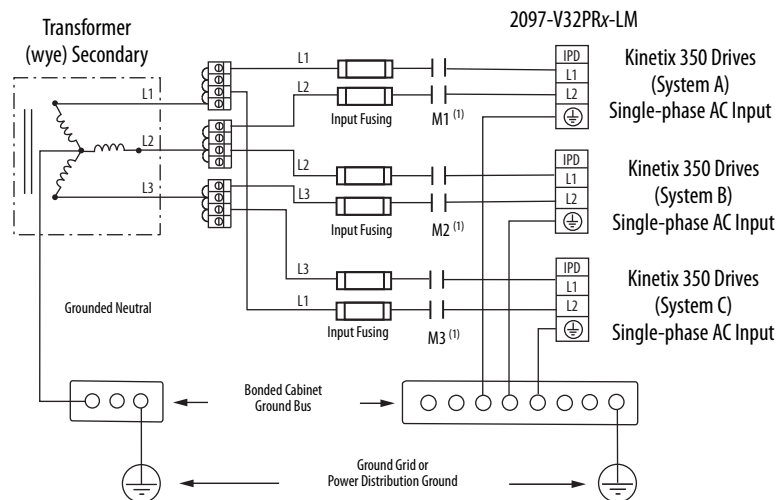 Transformer
(wye) Secondary
2097-V32PRx-LM
L1
L2
L3
L1
L2
Input Fusing
M1 (1)
IPD
L1
L2
Kinetix 350 Drives
(System A)
Single-phase AC Input
L2
L3
Input Fusing
M2 (1)
IPD
L1
L2
Kinetix 350 Drives
(System B)
Single-phase AC Input
L3
L1
Input Fusing
M3 (1)
IPD
L1
L2
Kinetix 350 Drives
(System C)
Single-phase AC Input
Grounded Neutral
Bonded Cabinet
Ground Bus
Ground Grid or
Power Distribution Ground